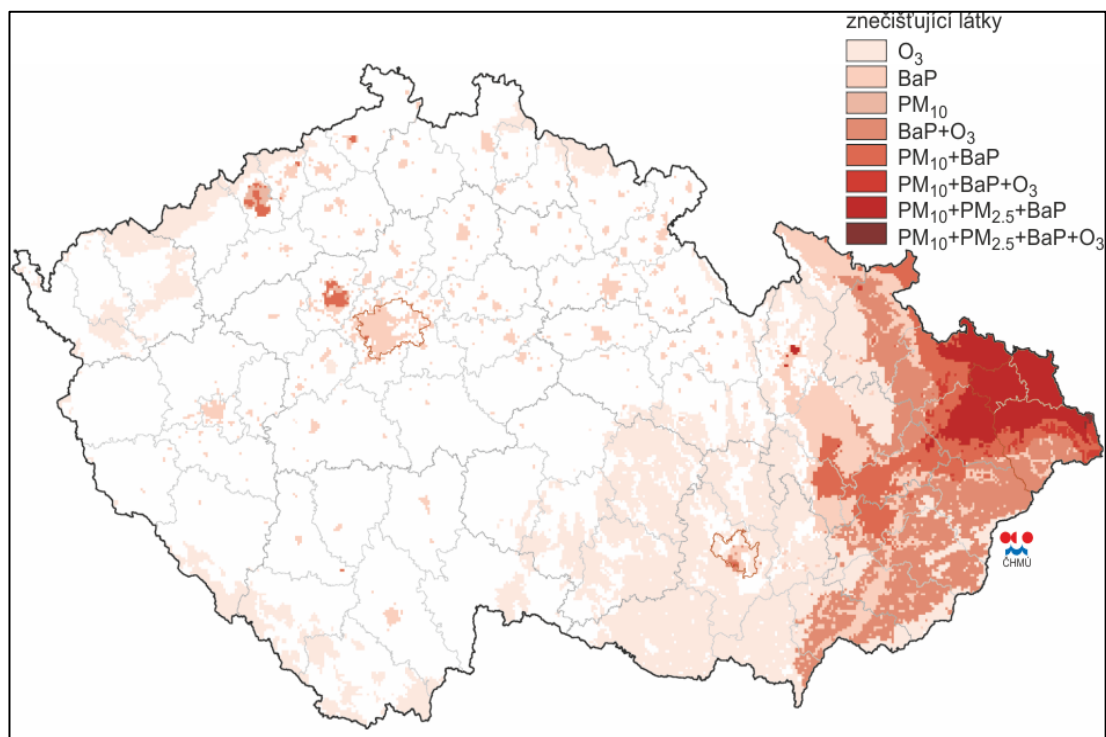 znečišťující látky
O₃
BaP
PM₁₀
BaP+O₃
PM₁₀+BaP
PM₁₀+BaP+O₃
PM₁₀+PM₂.₅+BaP
PM₁₀+PM₂.₅+BaP+O₃
ČHMÚ